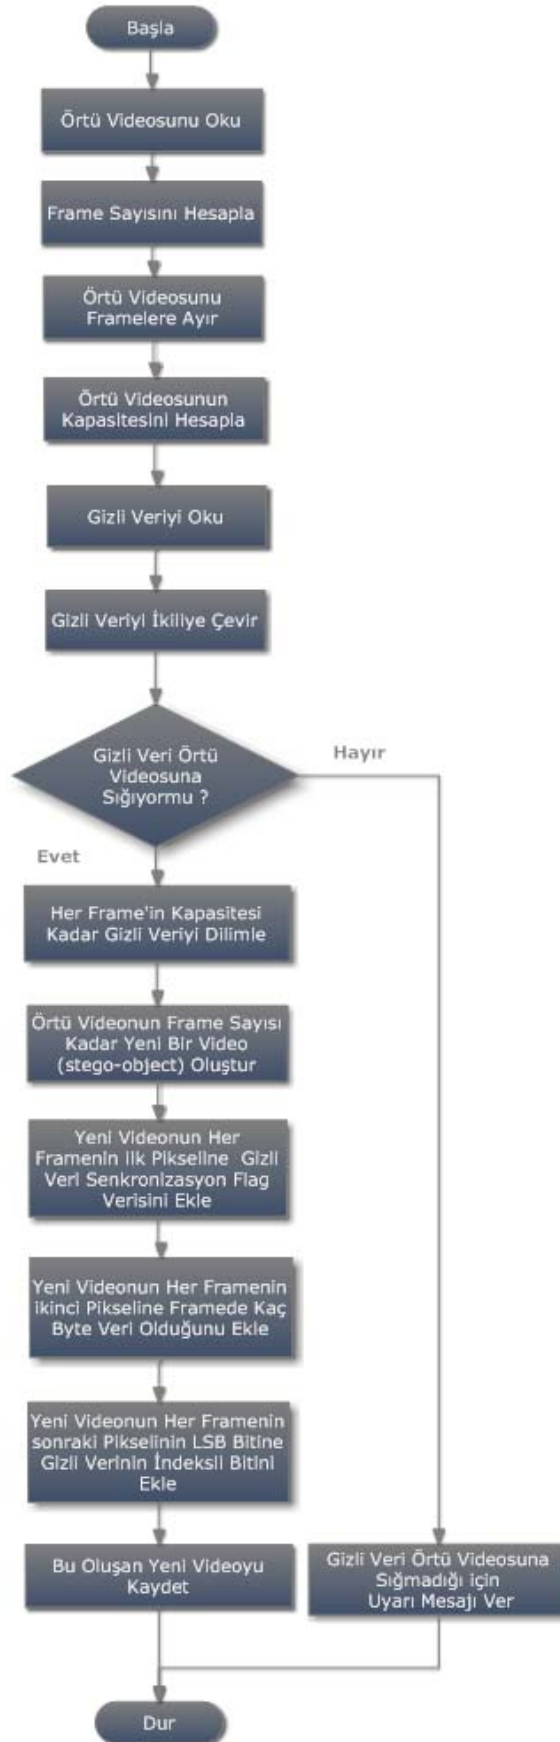 Başla
Örtü Videosunu Oku
Frame Sayısını Hesapla
Örtü Videosunu
Framelere Ayır
Örtü Videosunun
Kapasitesini Hesapla
Gizli Veriyi Oku
Gizli Veriyi İkiliye Çevir
Gizli Veri Örtü
Videosuna
Sığıyormu ?
Hayır
Evet
Her Frame'in Kapasitesi
Kadar Gizli Veriyi Dilimle
Örtü Videonun Frame Sayısı
Kadar Yeni Bir Video
(stego-object) Oluştur
Yeni Videonun Her
Framenin ilk Pikseline Gizli
Veri Senkronizasyon Flag
Verisini Ekle
Yeni Videonun Her Framenin
ikinci Pikseline Framede Kaç
Byte Veri Olduğunu Ekle
Yeni Videonun Her Framenin
sonraki Pikselinin LSB Bitine
Gizli Verinin İndeksli Bitini
Ekle
Bu Oluşan Yeni Videoyu
Kaydet
Gizli Veri Örtü Videosuna
Sığmadığı için
Uyarı Mesajı Ver
Dur